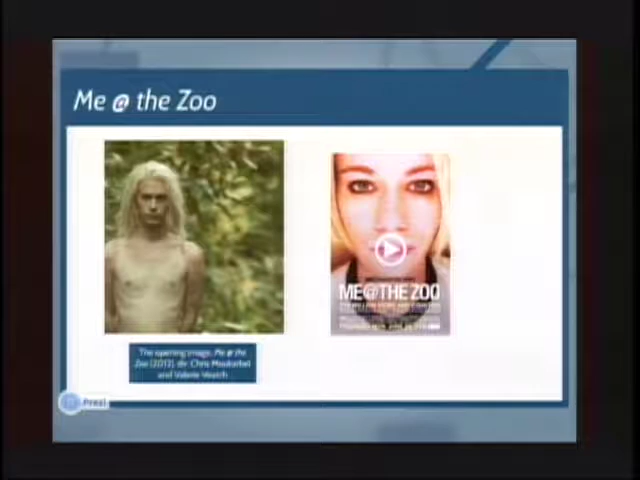 Me @ the Zoo
ME@THE ZOO
The opening image, Me @ the
Zoo (2012), dir. Chris Moukarbel
and Valerie Veatch
Prezi